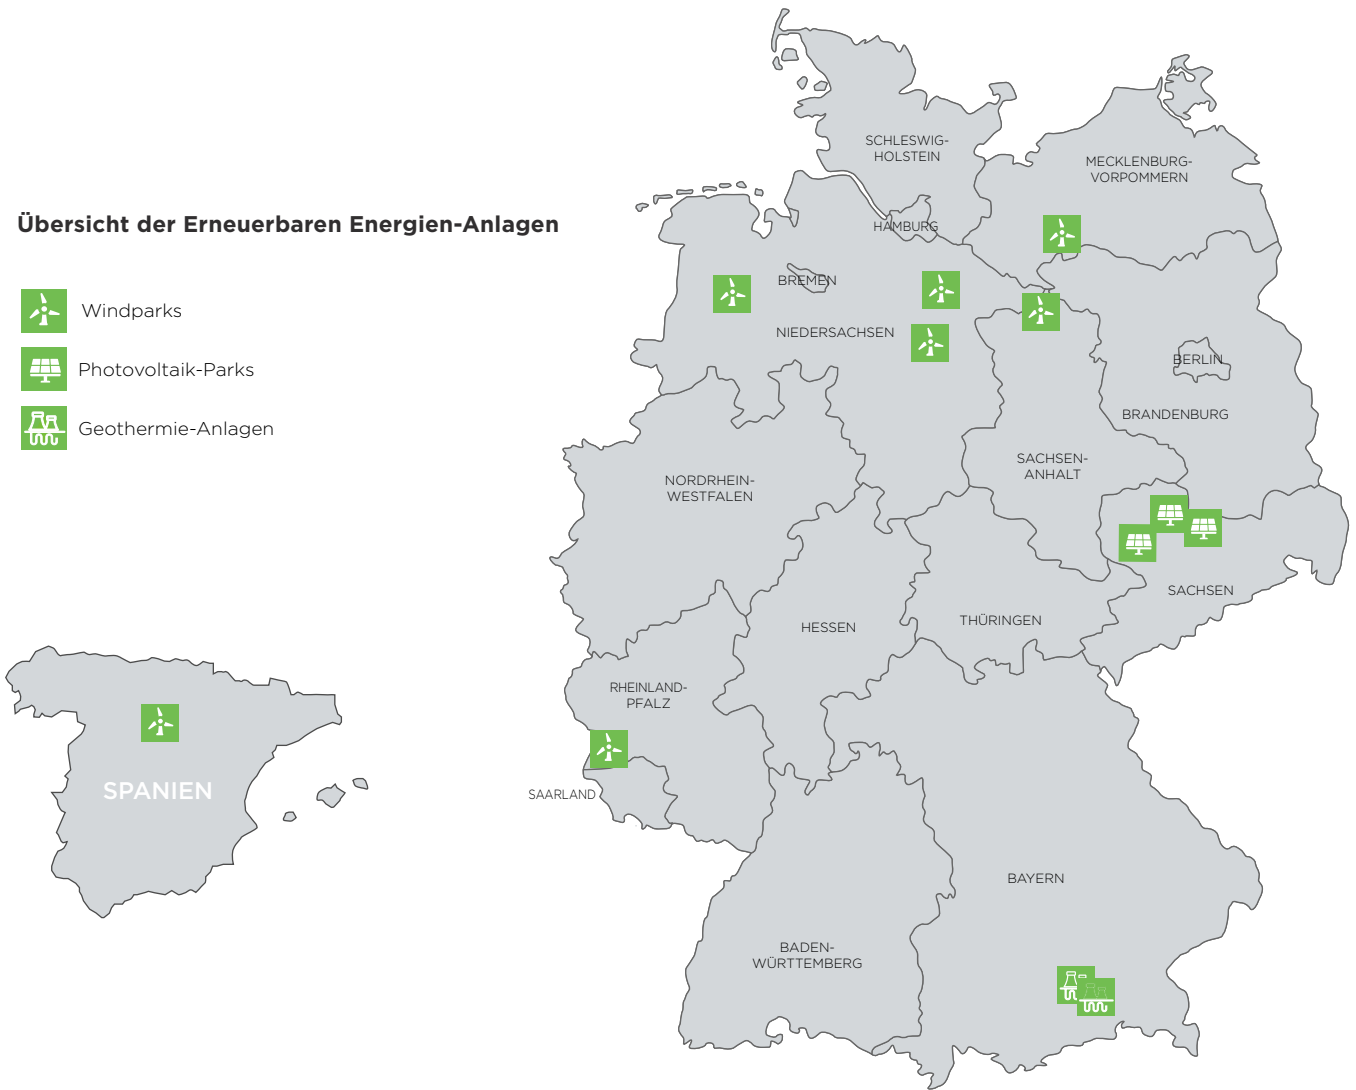 Übersicht der Erneuerbaren Energien-Anlagen
Windparks
Photovoltaik-Parks
Geothermie-Anlagen
SCHLESWIG-
HOLSTEIN
MECKLENBURG-
VORPOMMERN
HAMBURG
BREMEN
NIEDERSACHSEN
BERLIN
BRANDENBURG
SACHSEN-
ANHALT
NORDRHEIN-
WESTFALEN
SACHSEN
THÜRINGEN
HESSEN
RHEINLAND-
PFALZ
SAARLAND
SPANIEN
BAYERN
BADEN-
WÜRTTEMBERG